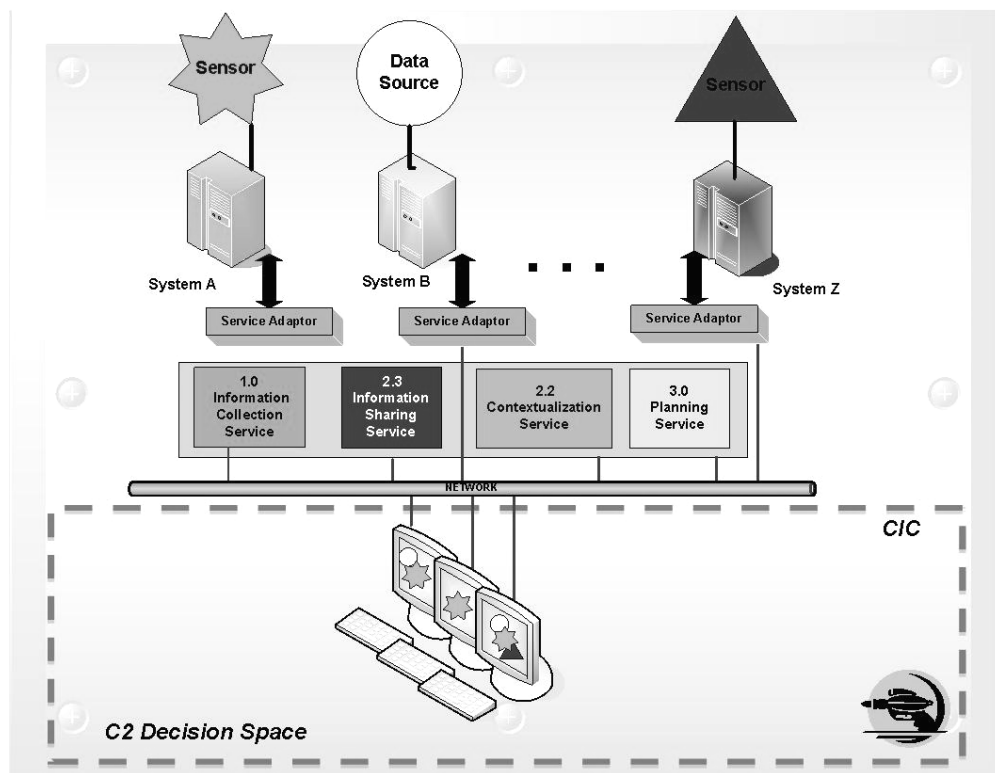 Sensor
Data
Source
Sensor
System A
System B
System Z
Service Adaptor
Service Adaptor
Service Adaptor
1.0
Information
Collection
Service
2.3
Information
Sharing
Service
2.2
Contextualization
Service
3.0
Planning
Service
NETWORK
CIC
C2 Decision Space